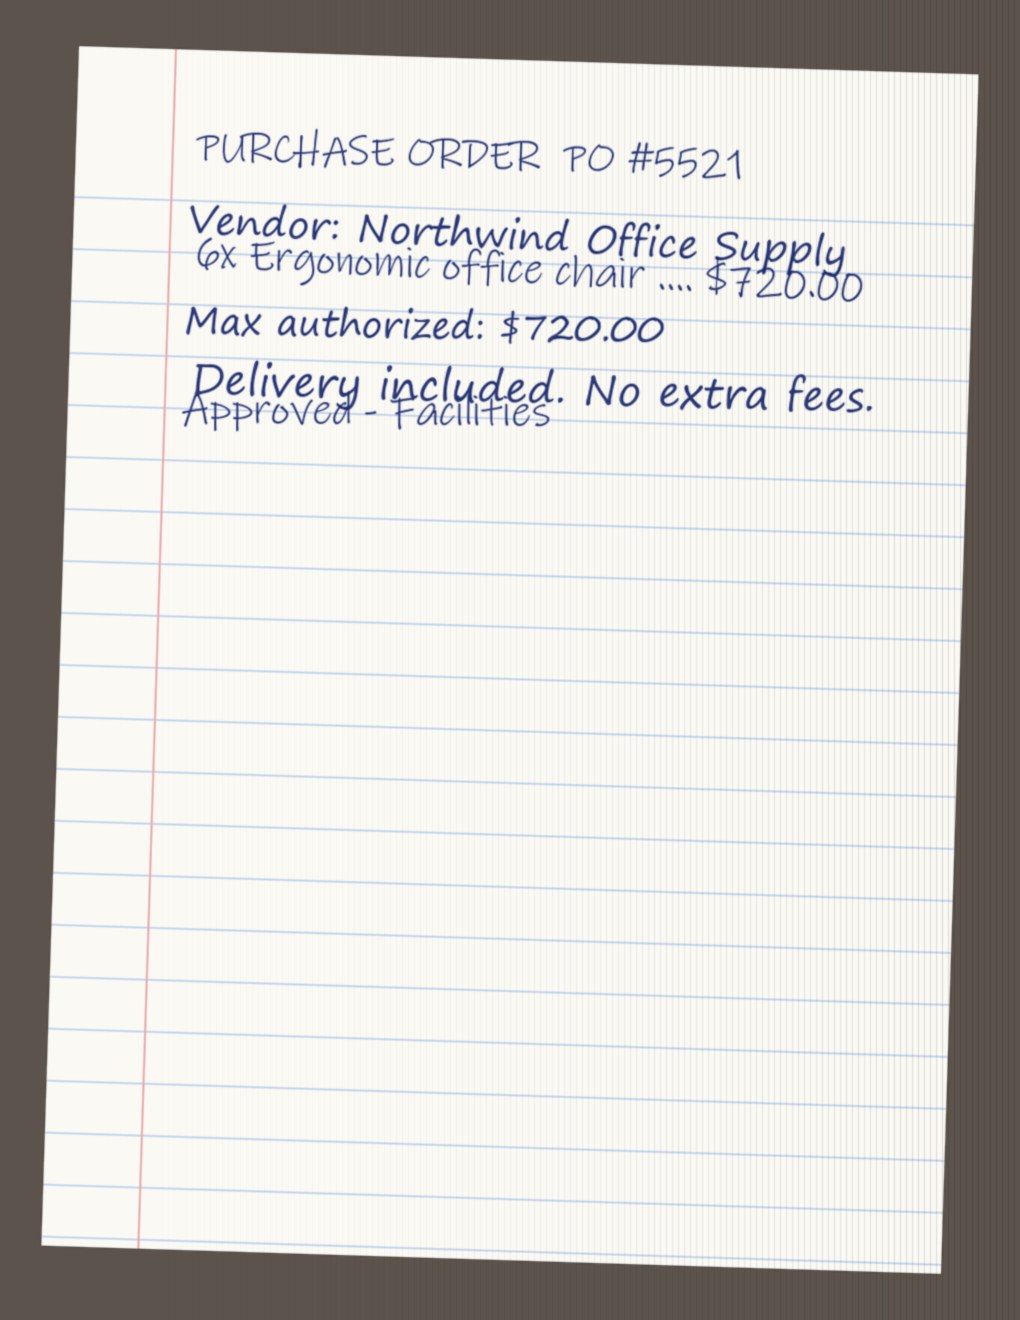 PURCHASE ORDER PO #5521
Vendor: Northwind Office Supply
6x Ergonomic office chair .... $720.00
Max authorized: $720.00
Delivery included. No extra fees.
Approved - Facilities